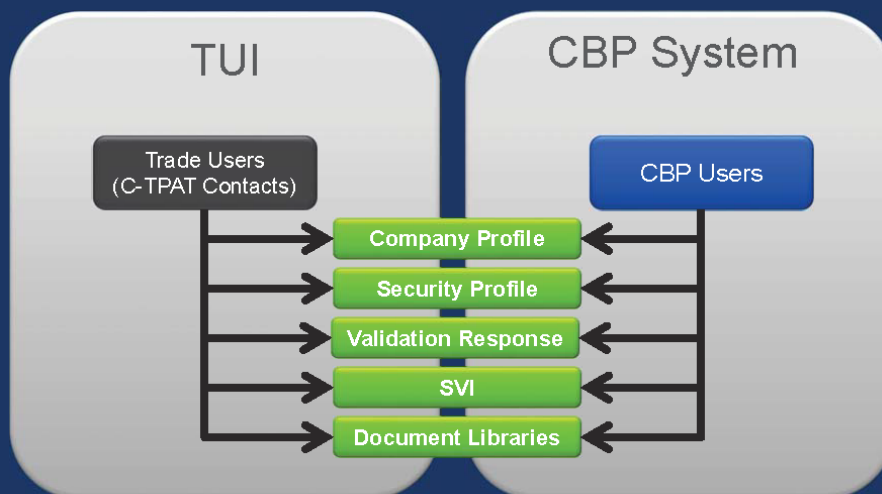 TUI
CBP System
Trade Users
(C-TPAT Contacts)
CBP Users
Company Profile
Security Profile
Validation Response
SVI
Document Libraries